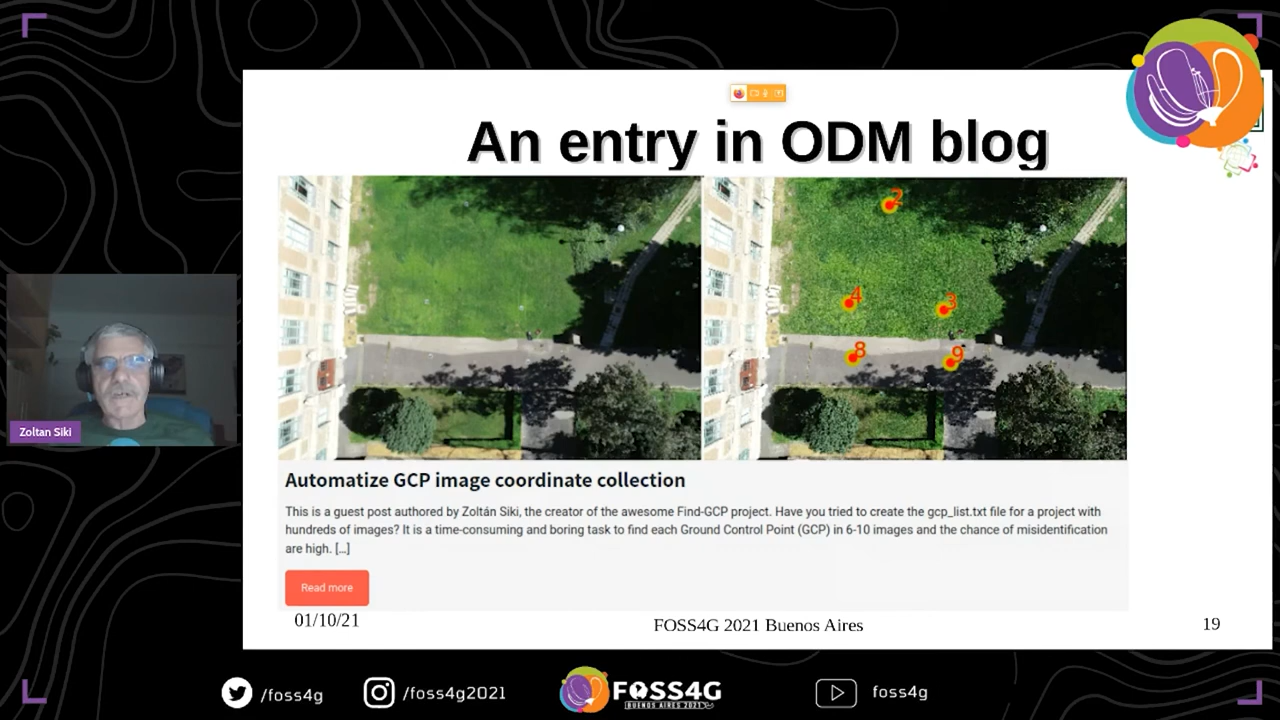 An entry in ODM blog
2
4
3
8
9
Zoltan Siki
Automatize GCP image coordinate collection
This is a guest post authored by Zoltán Siki, the creator of the awesome Find-GCP project. Have you tried to create the gcp_list.txt file for a project with
hundreds of images? It is a time-consuming and boring task to find each Ground Control Point (GCP) in 6-10 images and the chance of misidentification
are high. [...]
Read more
01/10/21
FOSS4G 2021 Buenos Aires
19
/foss4g
/foss4g2021
FOSS4G
BUENOS AIRES 2021
foss4g